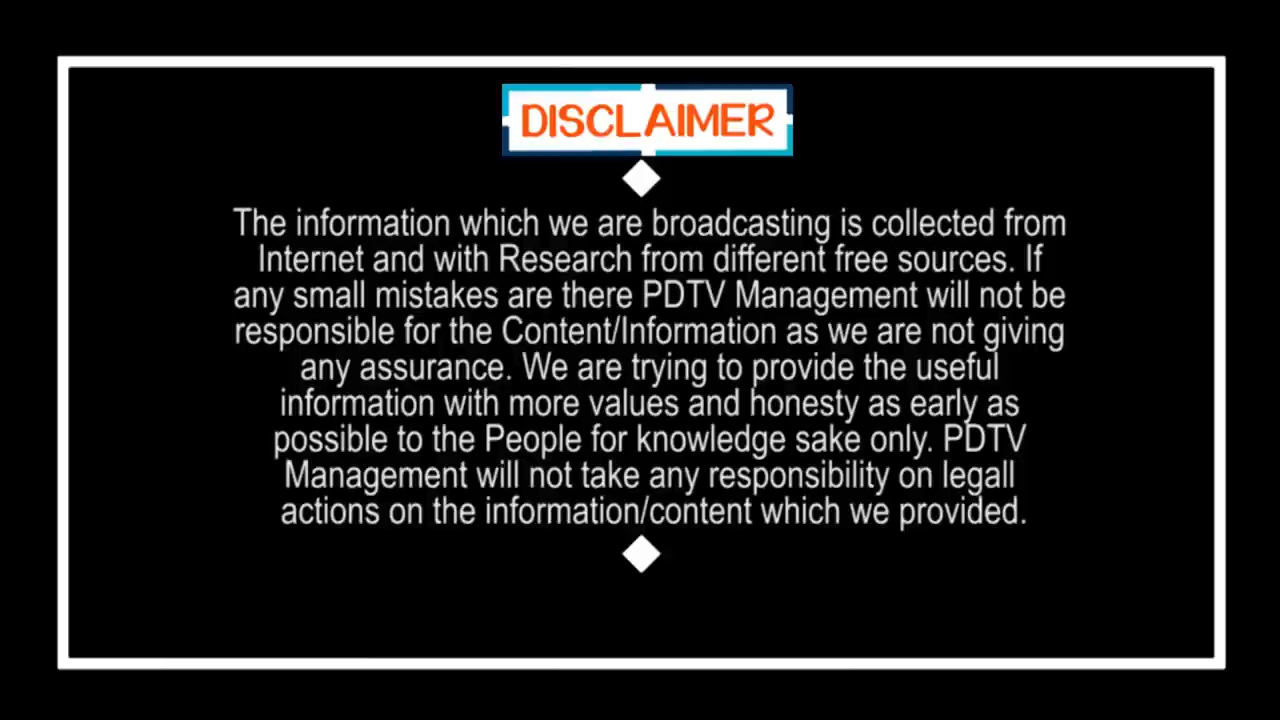 DISCLAIMER
The information which we are broadcasting is collected from
Internet and with Research from different free sources. If
any small mistakes are there PDTV Management will not be
responsible for the Content/Information as we are not giving
any assurance. We are trying to provide the useful
information with more values and honesty as early as
possible to the People for knowledge sake only. PDTV
Management will not take any responsibility on legall
actions on the information/content which we provided.